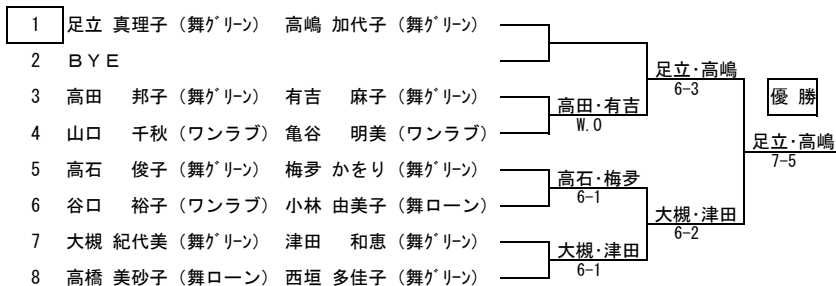 1 足立 真理子 (舞ｸﾞﾘｰﾝ) 高嶋 加代子 (舞ｸﾞﾘｰﾝ)
2 ＢＹＥ
足立・高嶋
6-3
3 高田 邦子 (舞ｸﾞﾘｰﾝ) 有吉 麻子 (舞ｸﾞﾘｰﾝ)
高田・有吉
W.O
優 勝
4 山口 千秋 (ワンラブ) 亀谷 明美 (ワンラブ)
足立・高嶋
7-5
5 高石 俊子 (舞ｸﾞﾘｰﾝ) 梅夛 かをり (舞ｸﾞﾘｰﾝ)
高石・梅夛
6-1
6 谷口 裕子 (ワンラブ) 小林 由美子 (舞ローン)
大槻・津田
6-2
7 大槻 紀代美 (舞ｸﾞﾘｰﾝ) 津田 和恵 (舞ｸﾞﾘｰﾝ)
大槻・津田
6-1
8 高橋 美砂子 (舞ローン) 西垣 多佳子 (舞ｸﾞﾘｰﾝ)